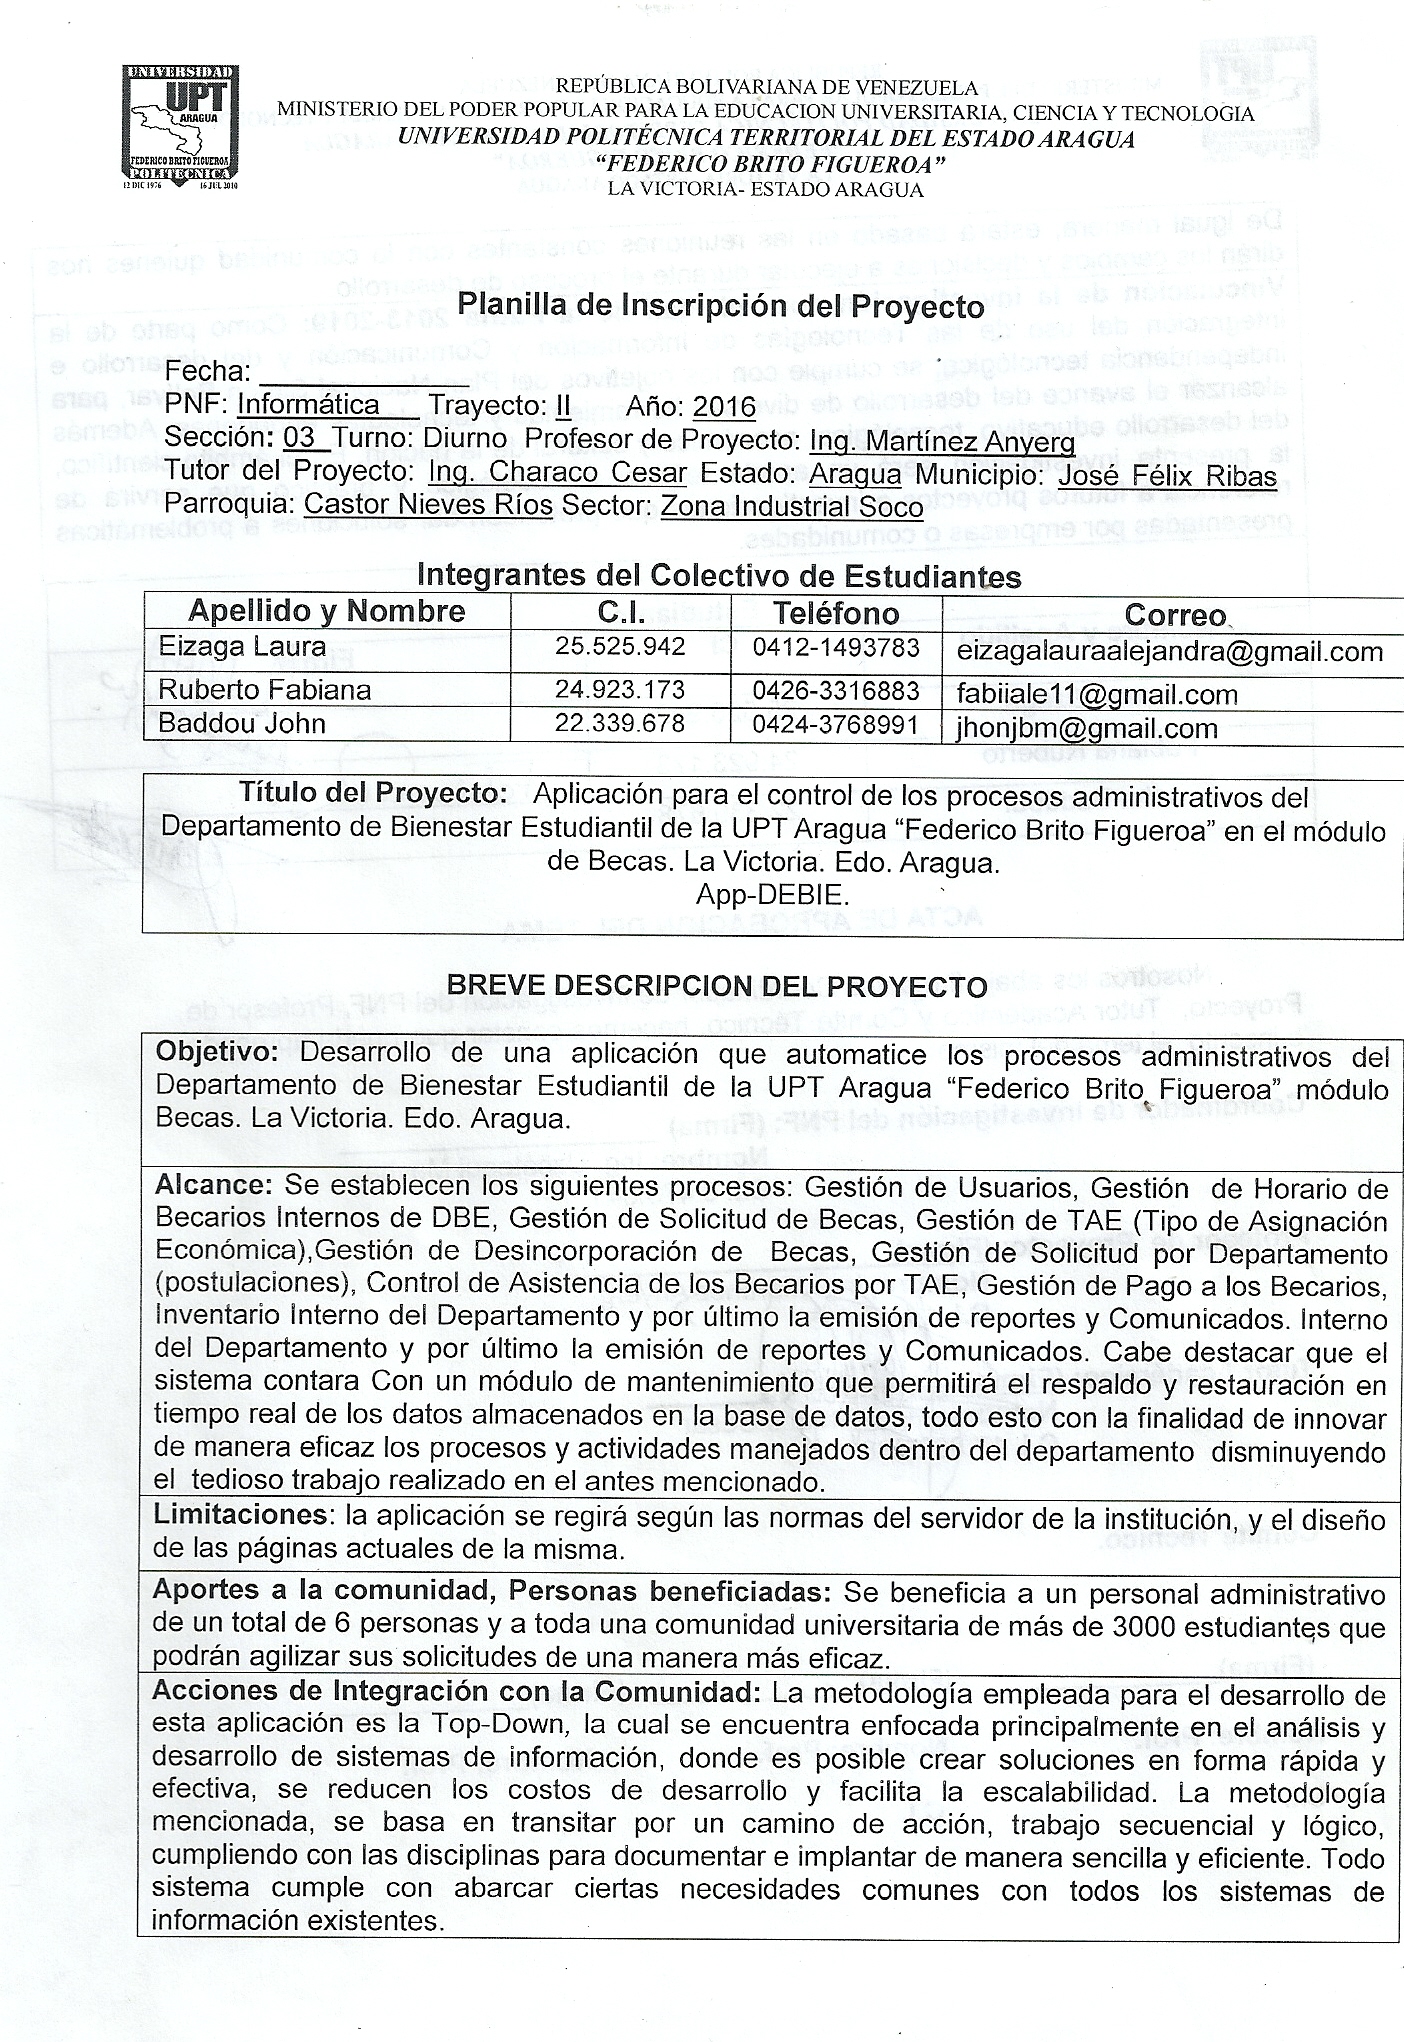 UNIVERSIDAD
UPT
ARAGUA
FEDERICO BRITO FIGUEROA
POLITECNICA
12 DIC 1976 16 JUL 2010
REPÚBLICA BOLIVARIANA DE VENEZUELA
MINISTERIO DEL PODER POPULAR PARA LA EDUCACION UNIVERSITARIA, CIENCIA Y TECNOLOGÍA
UNIVERSIDAD POLITÉCNICA TERRITORIAL DEL ESTADO ARAGUA
“FEDERICO BRITO FIGUEROA”
LA VICTORIA- ESTADO ARAGUA
Planilla de Inscripción del Proyecto
Fecha: ____________
PNF: Informática Trayecto: II Año: 2016
Sección: 03 Turno: Diurno Profesor de Proyecto: Ing. Martínez Anyerg
Tutor del Proyecto: Ing. Characo Cesar Estado: Aragua Municipio: José Félix Ribas
Parroquia: Castor Nieves Ríos Sector: Zona Industrial Soco
Integrantes del Colectivo de Estudiantes
Apellido y Nombre C.I. Teléfono Correo
Eizaga Laura 25.525.942 0412-1493783 eizagalauraalejandra@gmail.com
Ruberto Fabiana 24.923.173 0426-3316883 fabiiale11@gmail.com
Baddou John 22.339.678 0424-3768991 jhonjbm@gmail.com
Título del Proyecto: Aplicación para el control de los procesos administrativos del
Departamento de Bienestar Estudiantil de la UPT Aragua “Federico Brito Figueroa” en el módulo
de Becas. La Victoria. Edo. Aragua.
App-DEBIE.
BREVE DESCRIPCION DEL PROYECTO
Objetivo: Desarrollo de una aplicación que automatice los procesos administrativos del
Departamento de Bienestar Estudiantil de la UPT Aragua “Federico Brito Figueroa” módulo
Becas. La Victoria. Edo. Aragua.
Alcance: Se establecen los siguientes procesos: Gestión de Usuarios, Gestión de Horario de
Becarios Internos de DBE, Gestión de Solicitud de Becas, Gestión de TAE (Tipo de Asignación
Económica),Gestión de Desincorporación de Becas, Gestión de Solicitud por Departamento
(postulaciones), Control de Asistencia de los Becarios por TAE, Gestión de Pago a los Becarios,
Inventario Interno del Departamento y por último la emisión de reportes y Comunicados. Interno
del Departamento y por último la emisión de reportes y Comunicados. Cabe destacar que el
sistema contara Con un módulo de mantenimiento que permitirá el respaldo y restauración en
tiempo real de los datos almacenados en la base de datos, todo esto con la finalidad de innovar
de manera eficaz los procesos y actividades manejados dentro del departamento disminuyendo
el tedioso trabajo realizado en el antes mencionado.
Limitaciones: la aplicación se regirá según las normas del servidor de la institución, y el diseño
de las páginas actuales de la misma.
Aportes a la comunidad, Personas beneficiadas: Se beneficia a un personal administrativo
de un total de 6 personas y a toda una comunidad universitaria de más de 3000 estudiantes que
podrán agilizar sus solicitudes de una manera más eficaz.
Acciones de Integración con la Comunidad: La metodología empleada para el desarrollo de
esta aplicación es la Top-Down, la cual se encuentra enfocada principalmente en el análisis y
desarrollo de sistemas de información, donde es posible crear soluciones en forma rápida y
efectiva, se reducen los costos de desarrollo y facilita la escalabilidad. La metodología
mencionada, se basa en transitar por un camino de acción, trabajo secuencial y lógico,
cumpliendo con las disciplinas para documentar e implantar de manera sencilla y eficiente. Todo
sistema cumple con abarcar ciertas necesidades comunes con todos los sistemas de
información existentes.